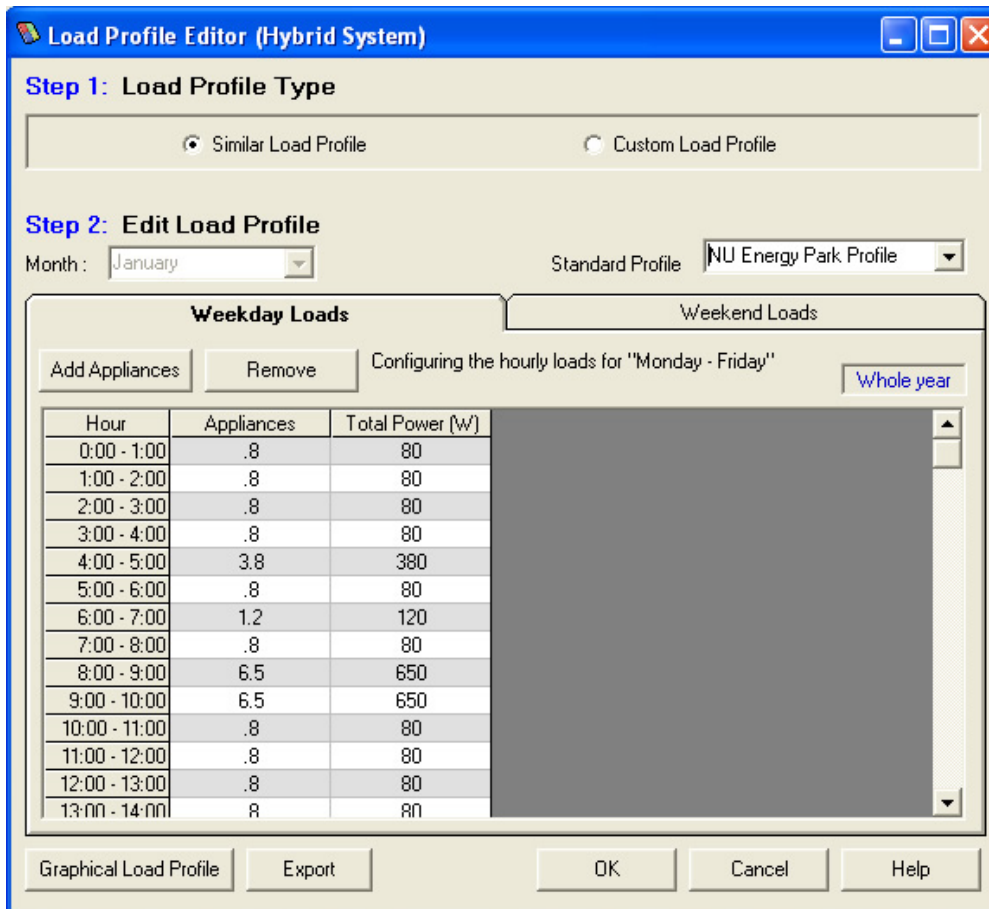 Load Profile Editor (Hybrid System)
Step 1: Load Profile Type
Similar Load Profile Custom Load Profile
Step 2: Edit Load Profile
Month : January Standard Profile NU Energy Park Profile
Weekday Loads Weekend Loads
Add Appliances Remove Configuring the hourly loads for "Monday - Friday" Whole year
Hour Appliances Total Power (W)
0:00 - 1:00 .8 80
1:00 - 2:00 .8 80
2:00 - 3:00 .8 80
3:00 - 4:00 .8 80
4:00 - 5:00 3.8 380
5:00 - 6:00 .8 80
6:00 - 7:00 1.2 120
7:00 - 8:00 .8 80
8:00 - 9:00 6.5 650
9:00 - 10:00 6.5 650
10:00 - 11:00 .8 80
11:00 - 12:00 .8 80
12:00 - 13:00 .8 80
13:00 - 14:00 .8 80
Graphical Load Profile Export OK Cancel Help